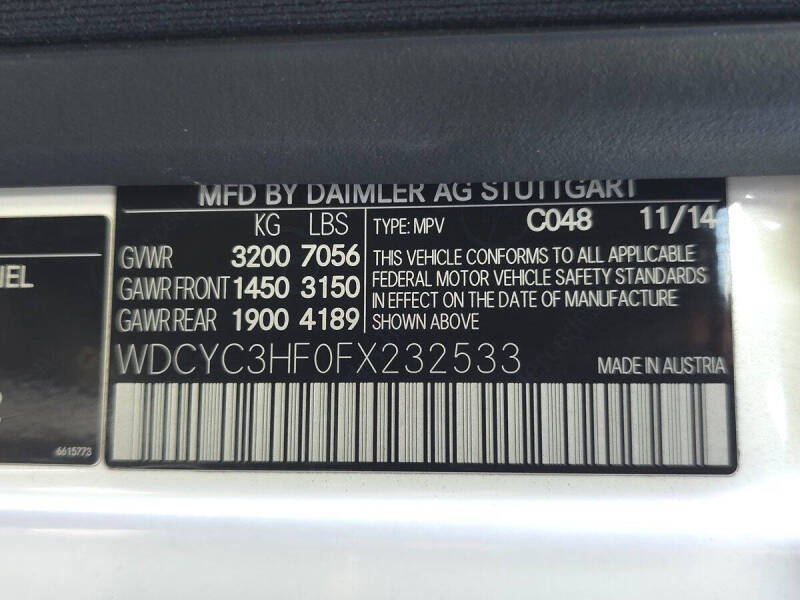 MFD BY DAIMLER AG STUTTGART
KG LBS TYPE: MPV C048 11/14
GVWR 3200 7056
GAWR FRONT 1450 3150
GAWR REAR 1900 4189
THIS VEHICLE CONFORMS TO ALL APPLICABLE
FEDERAL MOTOR VEHICLE SAFETY STANDARDS
IN EFFECT ON THE DATE OF MANUFACTURE
SHOWN ABOVE
WDCYC3HF0FX232533 MADE IN AUSTRIA
6615773